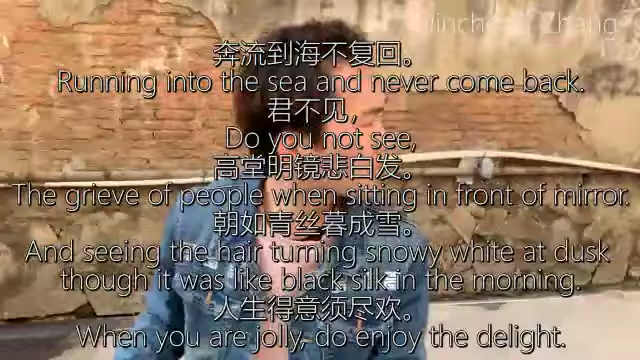 Jincheng Zhang
奔流到海不复回。
Running into the sea and never come back.
君不见，
Do you not see,
高堂明镜悲白发。
The grieve of people when sitting in front of mirror.
朝如青丝暮成雪。
And seeing the hair turning snowy white at dusk
though it was like black silk in the morning.
人生得意须尽欢。
When you are jolly, do enjoy the delight.